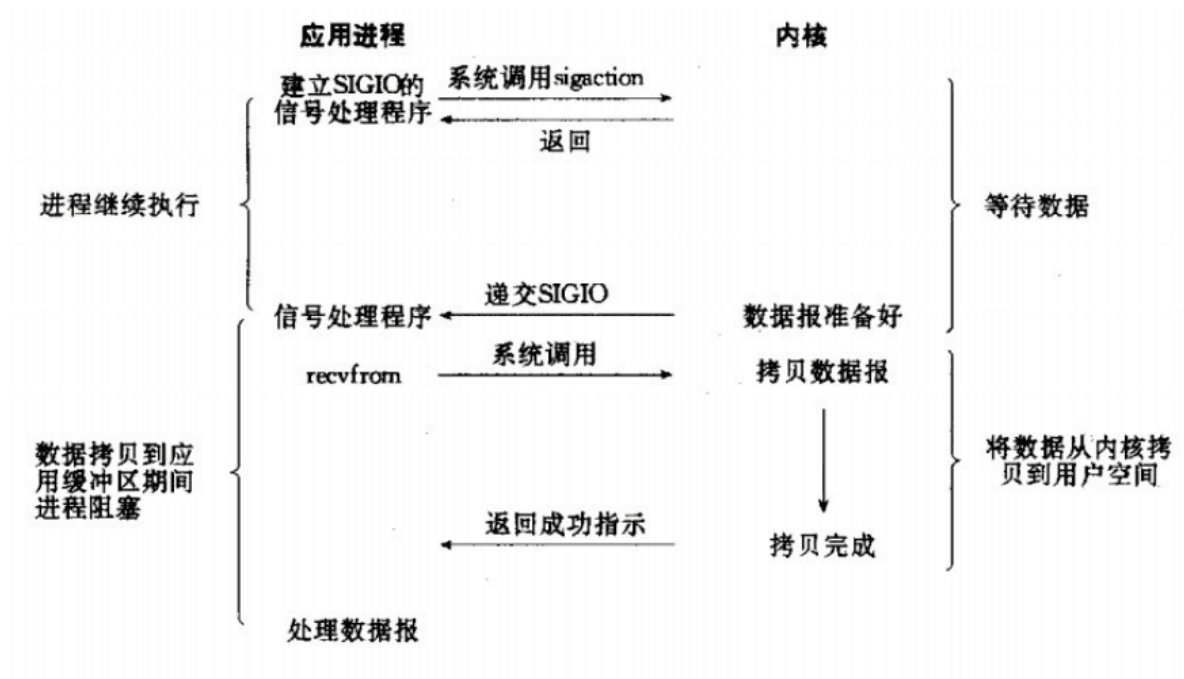 应用进程
内核
建立SIGIO的
信号处理程序
系统调用sigaction
返回
进程继续执行
等待数据
信号处理程序
递交SIGIO
数据报准备好
recvfrom
系统调用
拷贝数据报
数据拷贝到应
用缓冲区期间
进程阻塞
将数据从内核拷
贝到用户空间
返回成功指示
拷贝完成
处理数据报